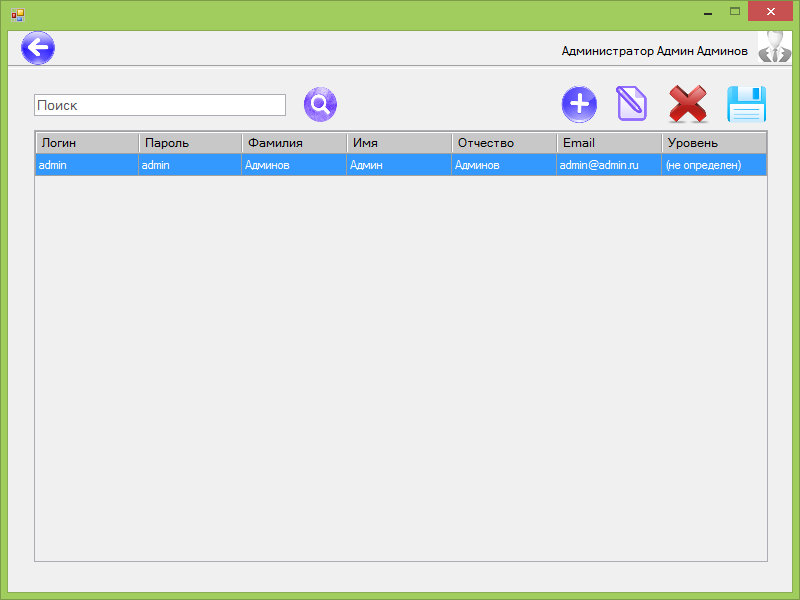 Администратор Админ Админов
Поиск
Логин Пароль Фамилия Имя Отчество Email Уровень
admin admin Админов Админ Админов admin@admin.ru (не определен)